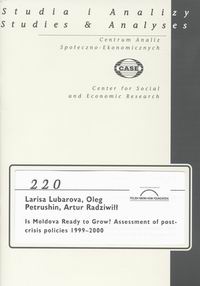 Studia i Analizy
Studies & Analyses
Centrum Analiz
Społeczno-Ekonomicznych
CASE
Center for Social
and Economic Research
220
Larisa Lubarova, Oleg
Petrushin, Artur Radziwiłł
Is Moldova Ready to Grow? Assessment of post-
crisis policies 1999-2000